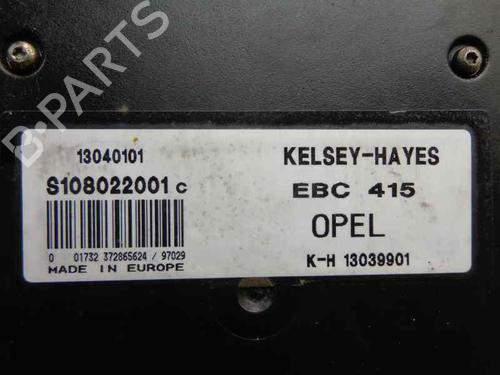 B-PARTS
13040101
KELSEY-HAYES
S108022001 C
EBC 415
OPEL
0 01732 372865624 / 97029
MADE IN EUROPE
K-H 13039901